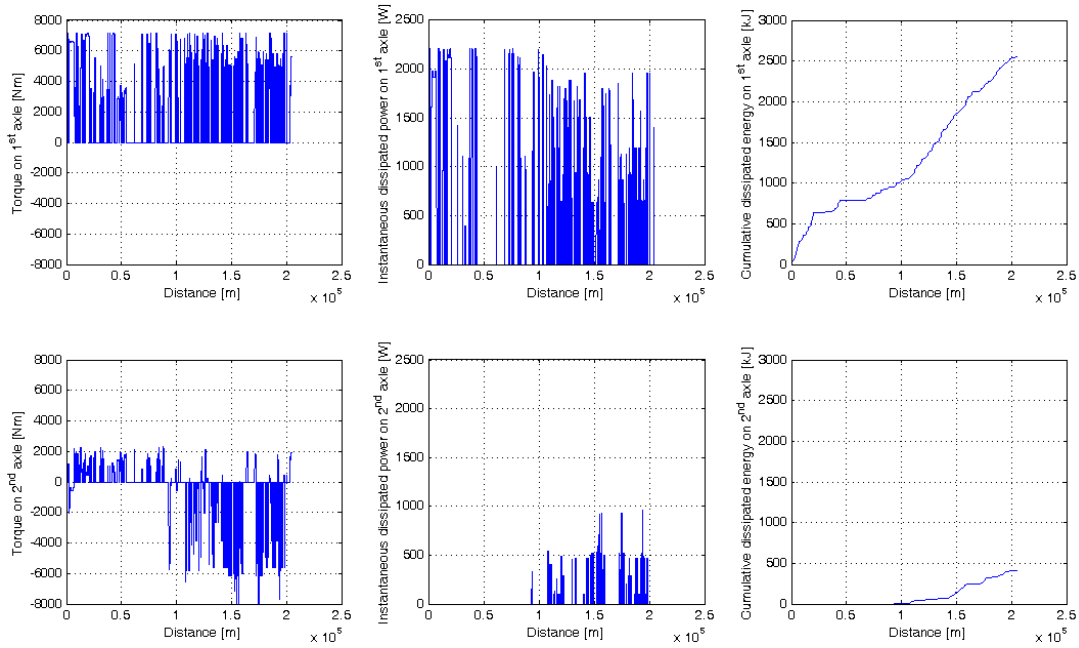 Torque on 1st axle [Nm]
8000
6000
4000
2000
0
-2000
-4000
-6000
-8000
0 0.5 1 1.5 2 2.5
Distance [m]
x 10^5
Instantaneous dissipated power on 1st axle [W]
2500
2000
1500
1000
500
0
0 0.5 1 1.5 2 2.5
Distance [m]
x 10^5
Cumulative dissipated energy on 1st axle [kJ]
3000
2500
2000
1500
1000
500
0
0 0.5 1 1.5 2 2.5
Distance [m]
x 10^5
Torque on 2nd axle [Nm]
8000
6000
4000
2000
0
-2000
-4000
-6000
-8000
0 0.5 1 1.5 2 2.5
Distance [m]
x 10^5
Instantaneous dissipated power on 2nd axle [W]
2500
2000
1500
1000
500
0
0 0.5 1 1.5 2 2.5
Distance [m]
x 10^5
Cumulative dissipated energy on 2nd axle [kJ]
3000
2500
2000
1500
1000
500
0
0 0.5 1 1.5 2 2.5
Distance [m]
x 10^5